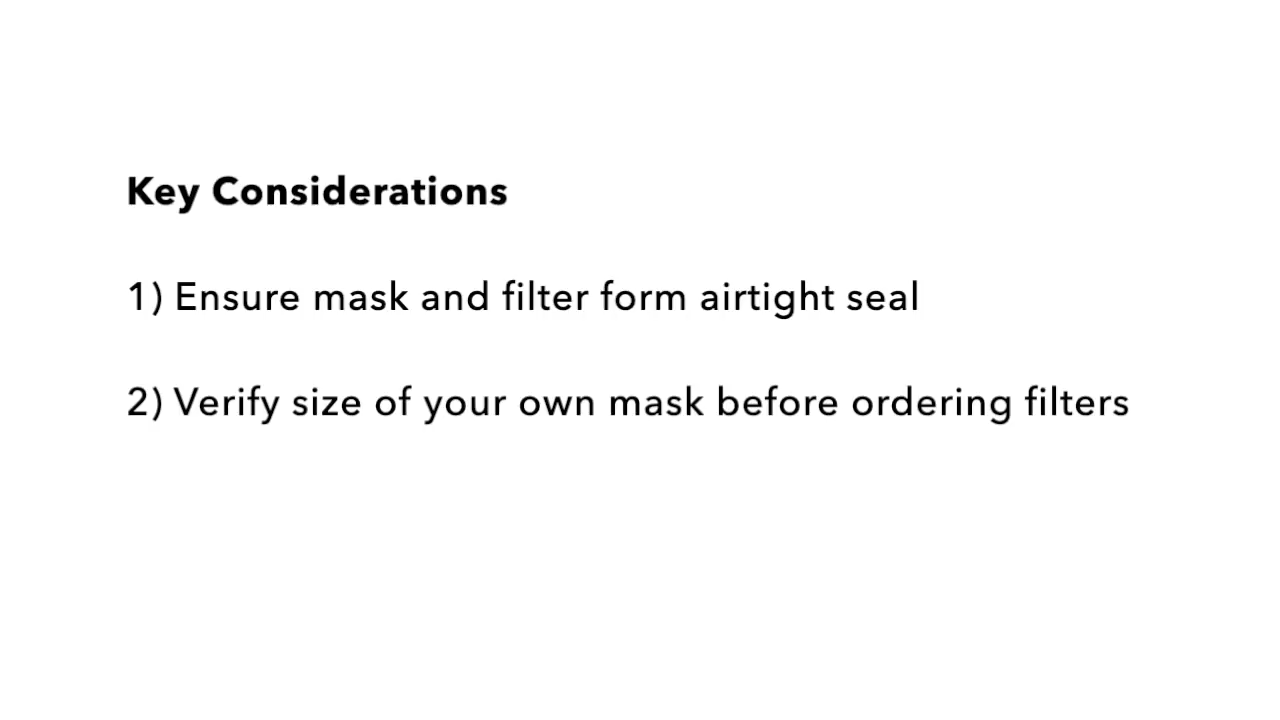 Key Considerations
1) Ensure mask and filter form airtight seal
2) Verify size of your own mask before ordering filters